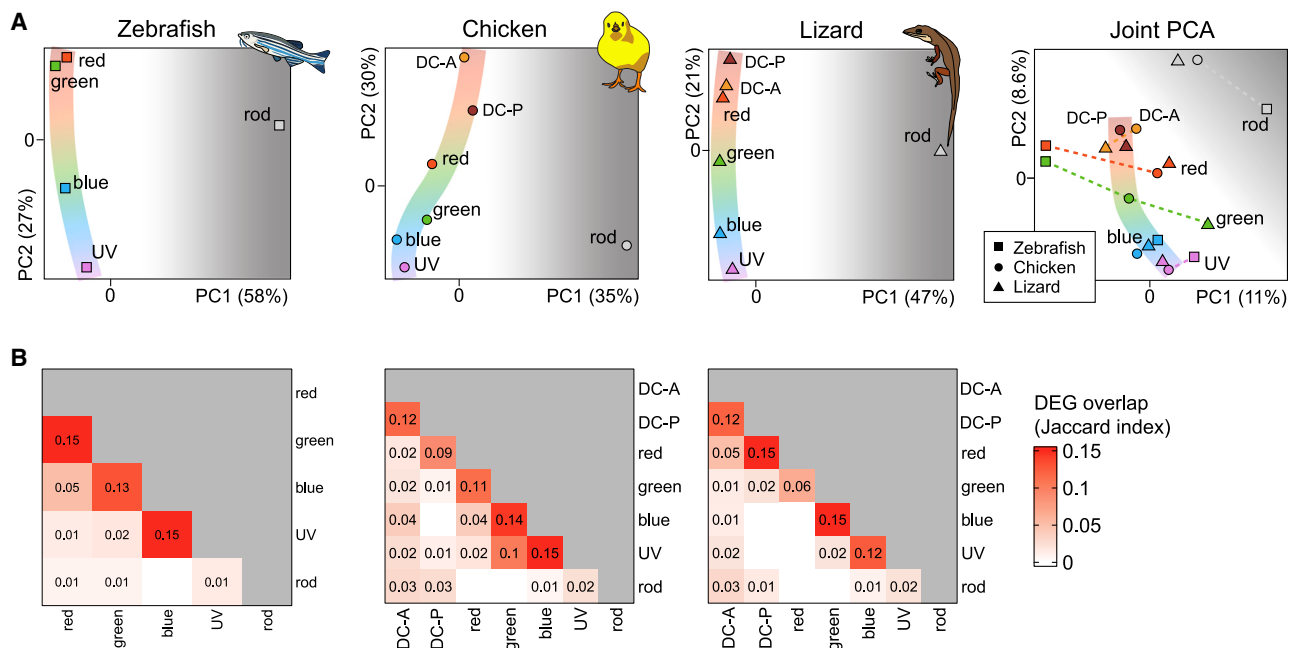 A
Zebrafish
Chicken
Lizard
Joint PCA
red
green
blue
UV
rod
0
PC2 (27%)
0
PC1 (58%)
DC-A
DC-P
red
green
blue
UV
rod
PC2 (30%)
0
0
PC1 (35%)
DC-P
DC-A
red
green
blue
UV
rod
PC2 (21%)
0
0
PC1 (47%)
DC-P
DC-A
rod
red
green
blue
UV
PC2 (8.6%)
0
Zebrafish
Chicken
Lizard
0
PC1 (11%)
B
red
0.15 green
0.05 0.13 blue
0.01 0.02 0.15 UV
0.01 0.01 0.01 rod
red green blue UV rod
DC-A
0.12 DC-P
0.02 0.09 red
0.02 0.01 0.11 green
0.04 0.04 0.14 blue
0.02 0.01 0.02 0.1 0.15 UV
0.03 0.03 0.01 0.02 rod
DC-A DC-P red green blue UV rod
DC-A
0.12 DC-P
0.05 0.15 red
0.01 0.02 0.06 green
0.01 0.15 blue
0.02 0.02 0.12 UV
0.03 0.01 0.01 0.02 rod
DC-A DC-P red green blue UV rod
DEG overlap
(Jaccard index)
0.15
0.1
0.05
0